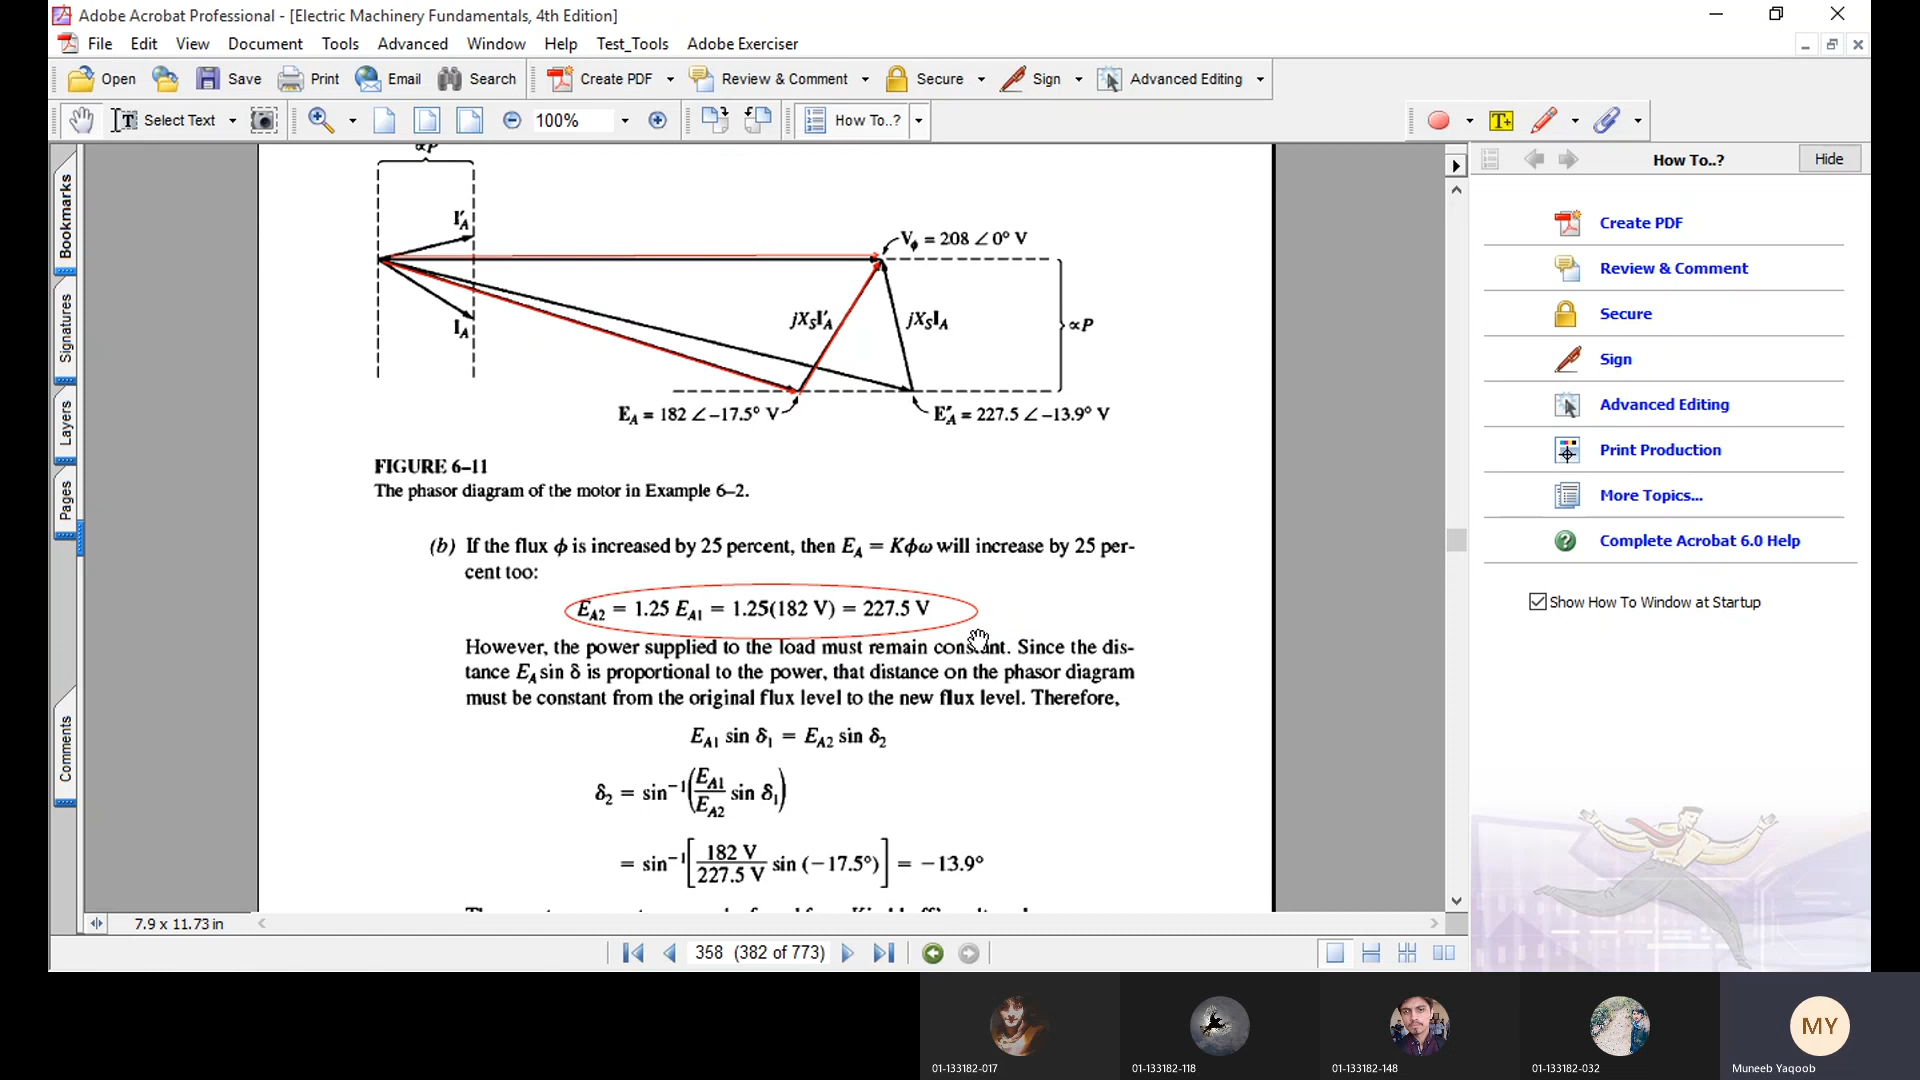 Adobe Acrobat Professional - [Electric Machinery Fundamentals, 4th Edition]
File Edit View Document Tools Advanced Window Help Test_Tools Adobe Exerciser
Open Save Print Email Search Create PDF Review & Comment Secure Sign Advanced Editing
Select Text 100% How To..?
How To..? Hide
Bookmarks
Signatures
Layers
Pages
Comments
∝P
I′A
IA
Vϕ = 208 ∠ 0° V
jXSI′A
jXSIA
∝P
EA = 182 ∠ −17.5° V
E′A = 227.5 ∠ −13.9° V
FIGURE 6–11
The phasor diagram of the motor in Example 6–2.
(b) If the flux ϕ is increased by 25 percent, then EA = Kϕω will increase by 25 per-
cent too:
EA2 = 1.25 EA1 = 1.25(182 V) = 227.5 V
However, the power supplied to the load must remain constant. Since the dis-
tance EA sin δ is proportional to the power, that distance on the phasor diagram
must be constant from the original flux level to the new flux level. Therefore,
EA1 sin δ1 = EA2 sin δ2
δ2 = sin−1(EA1/EA2 sin δ1)
= sin−1[182 V/227.5 V sin (−17.5°)] = −13.9°
Create PDF
Review & Comment
Secure
Sign
Advanced Editing
Print Production
More Topics...
Complete Acrobat 6.0 Help
Show How To Window at Startup
7.9 x 11.73 in
358 (382 of 773)
MY
01-133182-017 01-133182-118 01-133182-148 01-133182-032 Muneeb Yaqoob